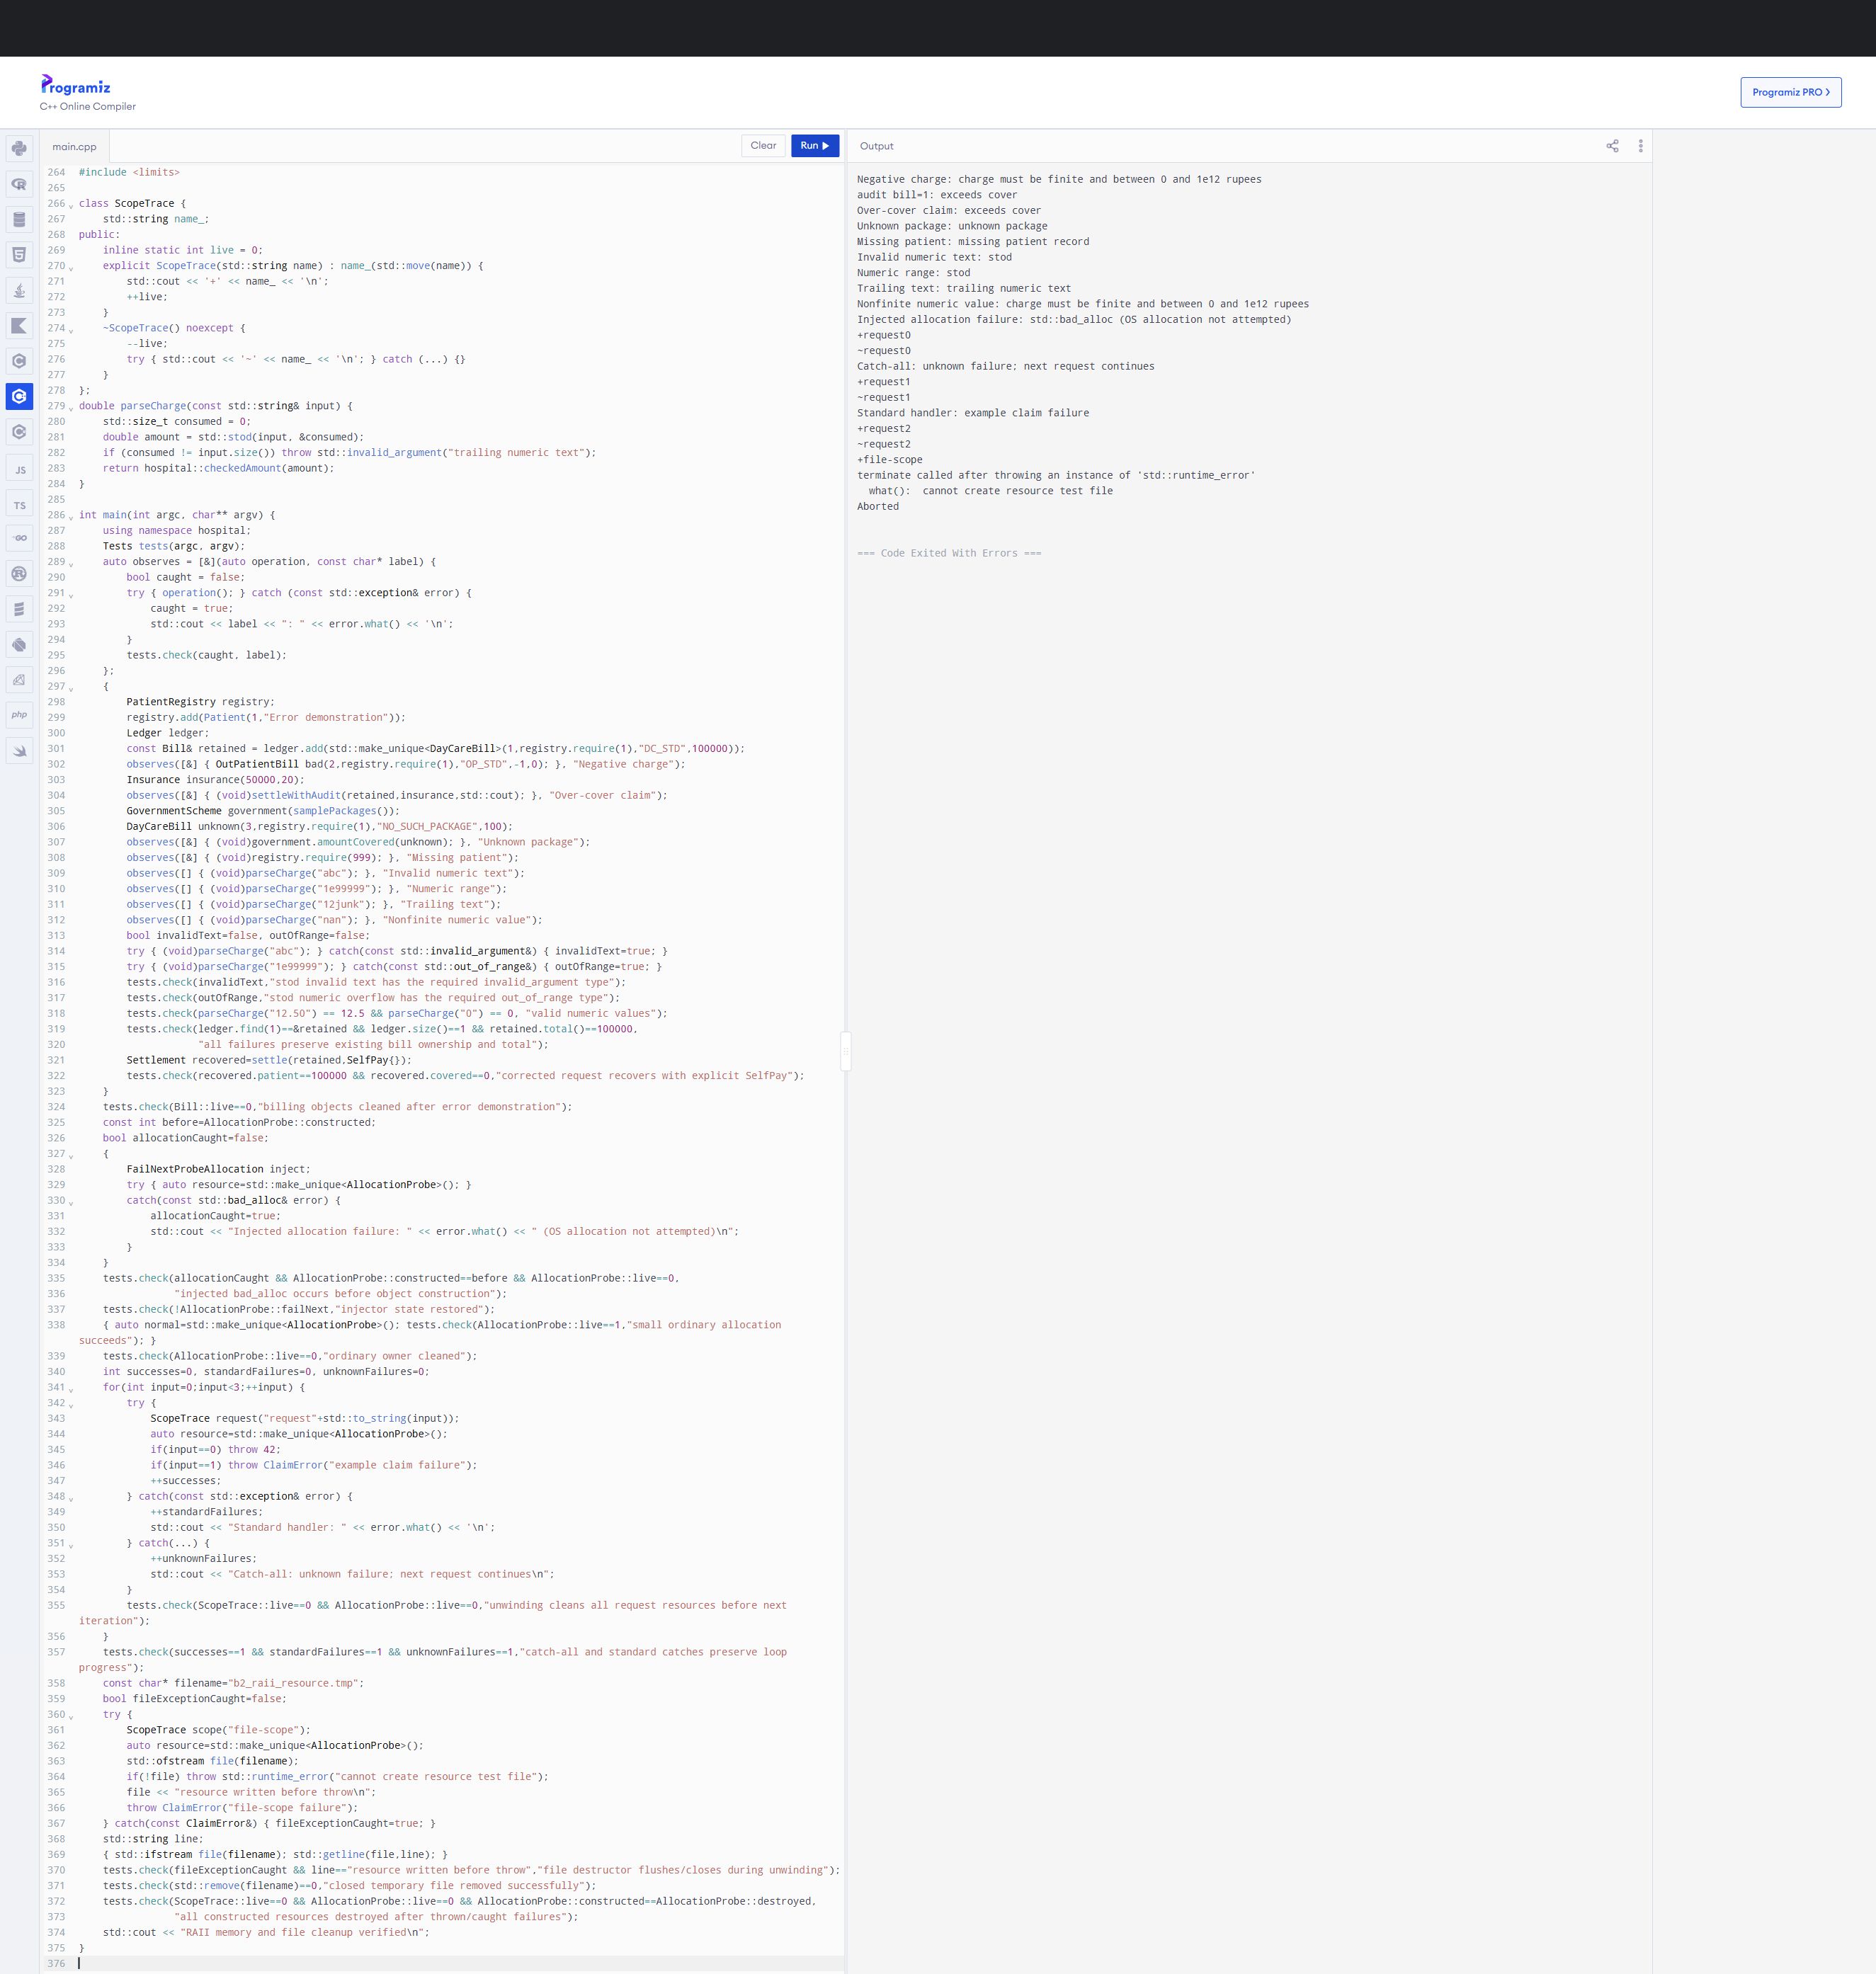 Programiz
C++ Online Compiler
Programiz PRO
main.cpp
Clear
Run
Output
JS
TS
GO
php
264 #include <limits>
265
266 class ScopeTrace {
267     std::string name_;
268 public:
269     inline static int live = 0;
270     explicit ScopeTrace(std::string name) : name_(std::move(name)) {
271         std::cout << '+' << name_ << '\n';
272         ++live;
273     }
274     ~ScopeTrace() noexcept {
275         --live;
276         try { std::cout << '~' << name_ << '\n'; } catch (...) {}
277     }
278 };
279 double parseCharge(const std::string& input) {
280     std::size_t consumed = 0;
281     double amount = std::stod(input, &consumed);
282     if (consumed != input.size()) throw std::invalid_argument("trailing numeric text");
283     return hospital::checkedAmount(amount);
284 }
285
286 int main(int argc, char** argv) {
287     using namespace hospital;
288     Tests tests(argc, argv);
289     auto observes = [&](auto operation, const char* label) {
290         bool caught = false;
291         try { operation(); } catch (const std::exception& error) {
292             caught = true;
293             std::cout << label << ": " << error.what() << '\n';
294         }
295         tests.check(caught, label);
296     };
297     {
298         PatientRegistry registry;
299         registry.add(Patient(1,"Error demonstration"));
300         Ledger ledger;
301         const Bill& retained = ledger.add(std::make_unique<DayCareBill>(1,registry.require(1),"DC_STD",100000));
302         observes([&] { OutPatientBill bad(2,registry.require(1),"OP_STD",-1,0); }, "Negative charge");
303         Insurance insurance(50000,20);
304         observes([&] { (void)settleWithAudit(retained,insurance,std::cout); }, "Over-cover claim");
305         GovernmentScheme government(samplePackages());
306         DayCareBill unknown(3,registry.require(1),"NO_SUCH_PACKAGE",100);
307         observes([&] { (void)government.amountCovered(unknown); }, "Unknown package");
308         observes([&] { (void)registry.require(999); }, "Missing patient");
309         observes([] { (void)parseCharge("abc"); }, "Invalid numeric text");
310         observes([] { (void)parseCharge("1e99999"); }, "Numeric range");
311         observes([] { (void)parseCharge("12junk"); }, "Trailing text");
312         observes([] { (void)parseCharge("nan"); }, "Nonfinite numeric value");
313         bool invalidText=false, outOfRange=false;
314         try { (void)parseCharge("abc"); } catch(const std::invalid_argument&) { invalidText=true; }
315         try { (void)parseCharge("1e99999"); } catch(const std::out_of_range&) { outOfRange=true; }
316         tests.check(invalidText,"stod invalid text has the required invalid_argument type");
317         tests.check(outOfRange,"stod numeric overflow has the required out_of_range type");
318         tests.check(parseCharge("12.50") == 12.5 && parseCharge("0") == 0, "valid numeric values");
319         tests.check(ledger.find(1)==&retained && ledger.size()==1 && retained.total()==100000,
320                     "all failures preserve existing bill ownership and total");
321         Settlement recovered=settle(retained,SelfPay{});
322         tests.check(recovered.patient==100000 && recovered.covered==0,"corrected request recovers with explicit SelfPay");
323     }
324     tests.check(Bill::live==0,"billing objects cleaned after error demonstration");
325     const int before=AllocationProbe::constructed;
326     bool allocationCaught=false;
327     {
328         FailNextProbeAllocation inject;
329         try { auto resource=std::make_unique<AllocationProbe>(); }
330         catch(const std::bad_alloc& error) {
331             allocationCaught=true;
332             std::cout << "Injected allocation failure: " << error.what() << " (OS allocation not attempted)\n";
333         }
334     }
335     tests.check(allocationCaught && AllocationProbe::constructed==before && AllocationProbe::live==0,
336                 "injected bad_alloc occurs before object construction");
337     tests.check(!AllocationProbe::failNext,"injector state restored");
338     { auto normal=std::make_unique<AllocationProbe>(); tests.check(AllocationProbe::live==1,"small ordinary allocation
succeeds"); }
339     tests.check(AllocationProbe::live==0,"ordinary owner cleaned");
340     int successes=0, standardFailures=0, unknownFailures=0;
341     for(int input=0;input<3;++input) {
342         try {
343             ScopeTrace request("request"+std::to_string(input));
344             auto resource=std::make_unique<AllocationProbe>();
345             if(input==0) throw 42;
346             if(input==1) throw ClaimError("example claim failure");
347             ++successes;
348         } catch(const std::exception& error) {
349             ++standardFailures;
350             std::cout << "Standard handler: " << error.what() << '\n';
351         } catch(...) {
352             ++unknownFailures;
353             std::cout << "Catch-all: unknown failure; next request continues\n";
354         }
355         tests.check(ScopeTrace::live==0 && AllocationProbe::live==0,"unwinding cleans all request resources before next
iteration");
356     }
357     tests.check(successes==1 && standardFailures==1 && unknownFailures==1,"catch-all and standard catches preserve loop
progress");
358     const char* filename="b2_raii_resource.tmp";
359     bool fileExceptionCaught=false;
360     try {
361         ScopeTrace scope("file-scope");
362         auto resource=std::make_unique<AllocationProbe>();
363         std::ofstream file(filename);
364         if(!file) throw std::runtime_error("cannot create resource test file");
365         file << "resource written before throw\n";
366         throw ClaimError("file-scope failure");
367     } catch(const ClaimError&) { fileExceptionCaught=true; }
368     std::string line;
369     { std::ifstream file(filename); std::getline(file,line); }
370     tests.check(fileExceptionCaught && line=="resource written before throw","file destructor flushes/closes during unwinding");
371     tests.check(std::remove(filename)==0,"closed temporary file removed successfully");
372     tests.check(ScopeTrace::live==0 && AllocationProbe::live==0 && AllocationProbe::constructed==AllocationProbe::destroyed,
373                 "all constructed resources destroyed after thrown/caught failures");
374     std::cout << "RAII memory and file cleanup verified\n";
375 }
376
Negative charge: charge must be finite and between 0 and 1e12 rupees
audit bill=1: exceeds cover
Over-cover claim: exceeds cover
Unknown package: unknown package
Missing patient: missing patient record
Invalid numeric text: stod
Numeric range: stod
Trailing text: trailing numeric text
Nonfinite numeric value: charge must be finite and between 0 and 1e12 rupees
Injected allocation failure: std::bad_alloc (OS allocation not attempted)
+request0
~request0
Catch-all: unknown failure; next request continues
+request1
~request1
Standard handler: example claim failure
+request2
~request2
+file-scope
terminate called after throwing an instance of 'std::runtime_error'
  what():  cannot create resource test file
Aborted
=== Code Exited With Errors ===